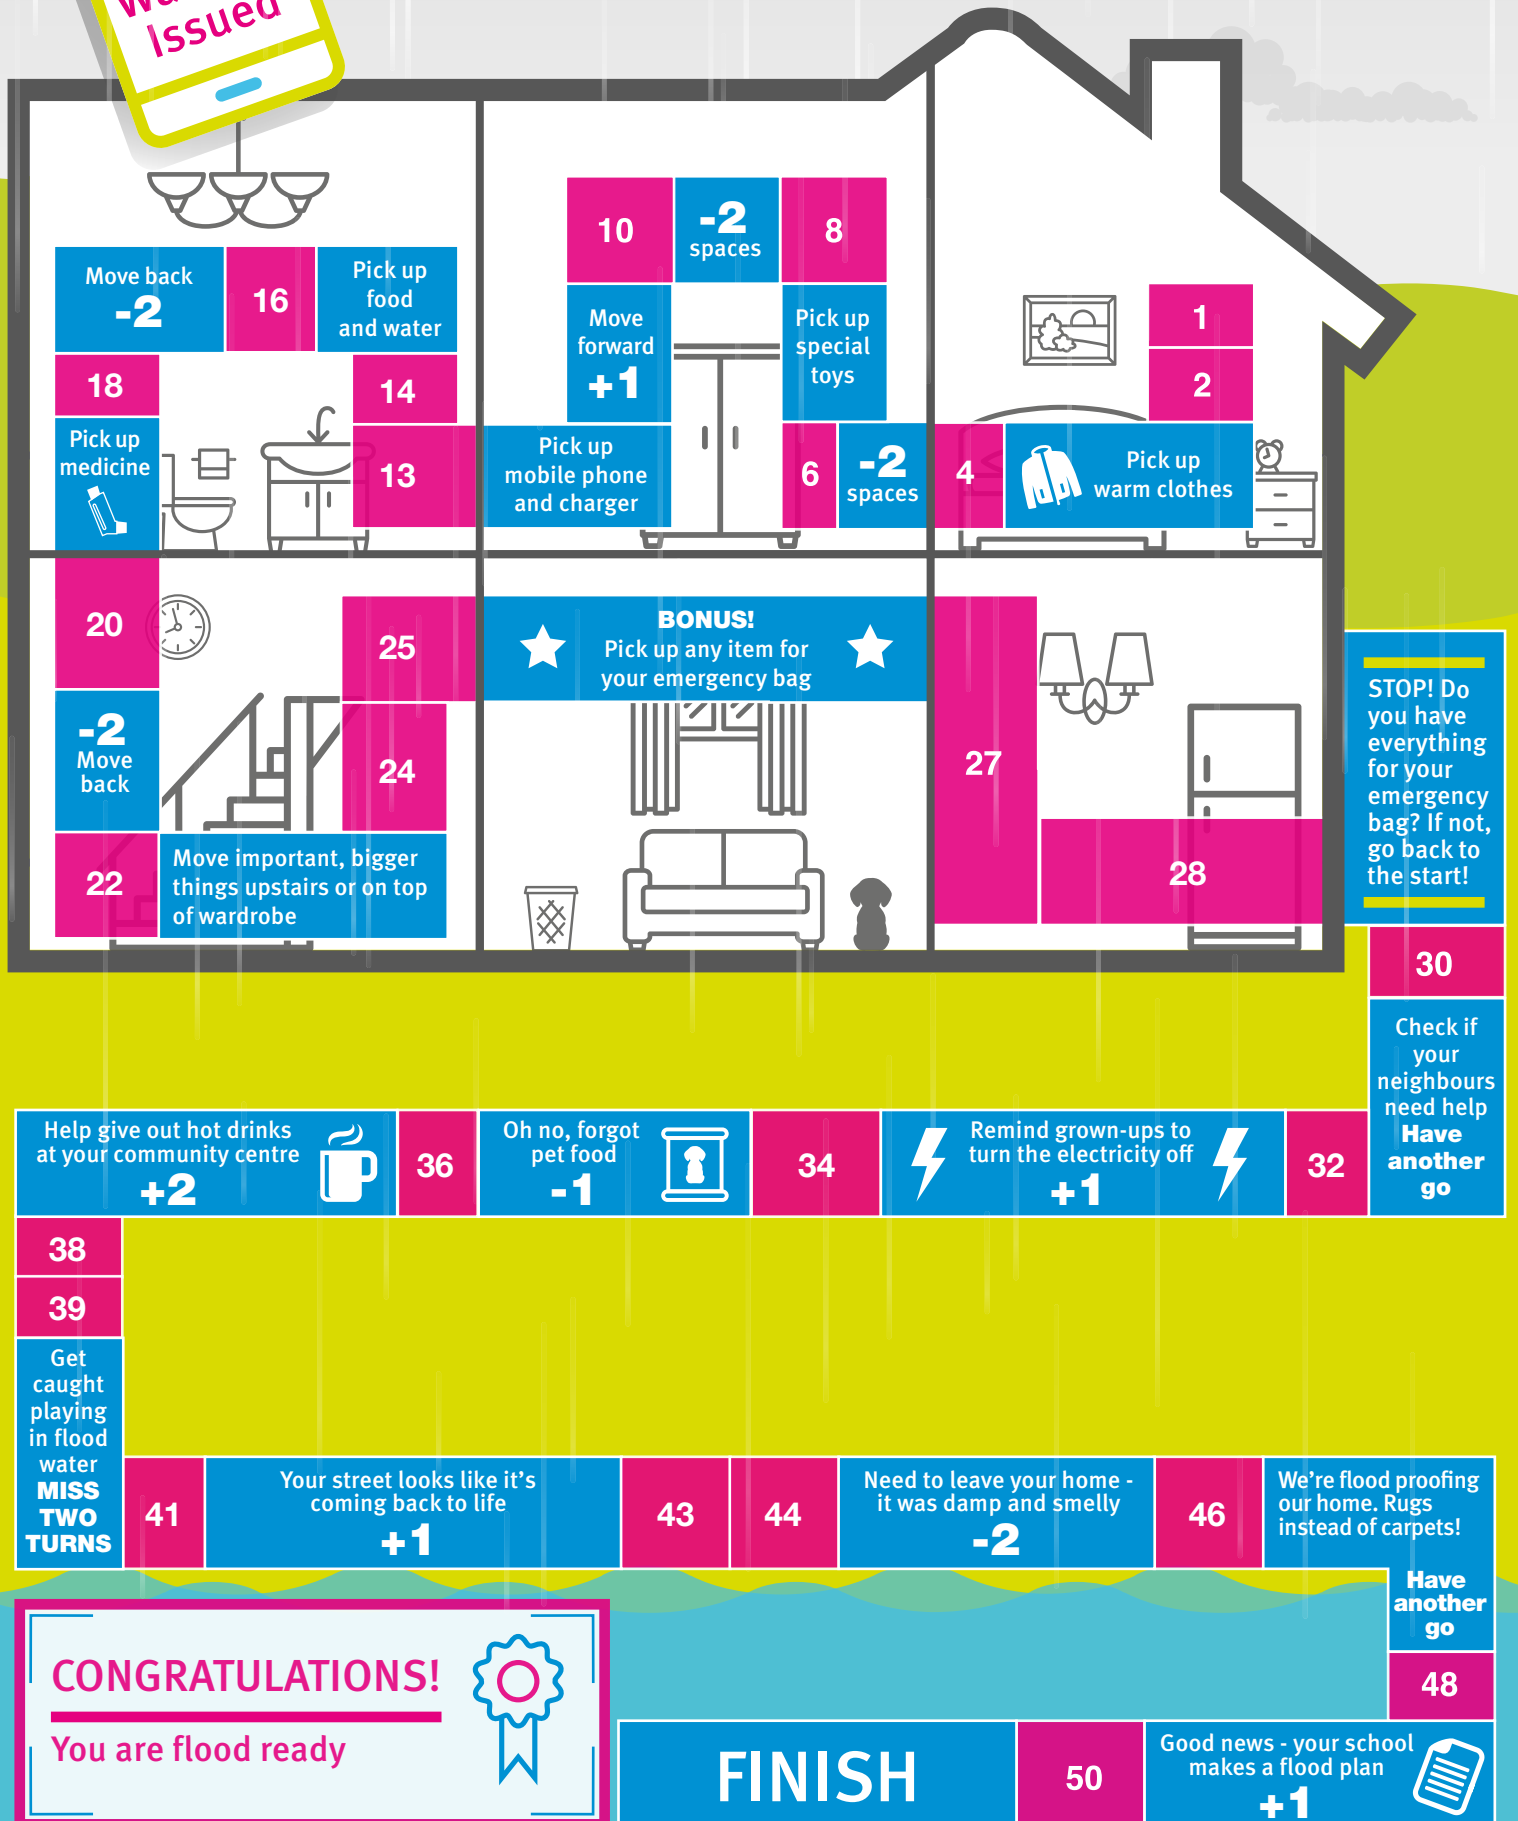 Issued
10
-2
spaces
8
Move back
-2
16
Pick up
food
and water
Move
forward
+1
Pick up
special
toys
1
2
18
14
Pick up
medicine
13
Pick up
mobile phone
and charger
6
-2
spaces
4
Pick up
warm clothes
20
25
BONUS!
Pick up any item for
your emergency bag
27
-2
Move
back
24
22
Move important, bigger
things upstairs or on top
of wardrobe
28
STOP! Do
you have
everything
for your
emergency
bag? If not,
go back to
the start!
30
Check if
your
neighbours
need help
Have
another
go
32
Remind grown-ups to
turn the electricity off
+1
34
Oh no, forgot
pet food
-1
36
Help give out hot drinks
at your community centre
+2
38
39
Get
caught
playing
in flood
water
MISS
TWO
TURNS
41
Your street looks like it's
coming back to life
+1
43
44
Need to leave your home -
it was damp and smelly
-2
46
We're flood proofing
our home. Rugs
instead of carpets!
Have
another
go
48
Good news - your school
makes a flood plan
+1
50
FINISH
CONGRATULATIONS!
You are flood ready